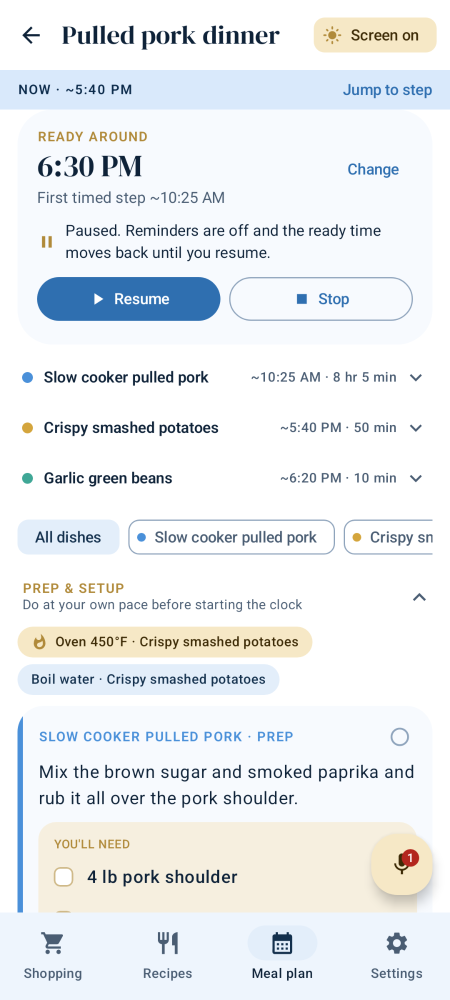 Pulled pork dinner
Screen on
NOW · ~5:40 PM
Jump to step
READY AROUND
6:30 PM
Change
First timed step ~10:25 AM
Paused. Reminders are off and the ready time
moves back until you resume.
Resume
Stop
Slow cooker pulled pork
~10:25 AM · 8 hr 5 min
Crispy smashed potatoes
~5:40 PM · 50 min
Garlic green beans
~6:20 PM · 10 min
All dishes
Slow cooker pulled pork
Crispy sm
PREP & SETUP
Do at your own pace before starting the clock
Oven 450°F · Crispy smashed potatoes
Boil water · Crispy smashed potatoes
SLOW COOKER PULLED PORK · PREP
Mix the brown sugar and smoked paprika and
rub it all over the pork shoulder.
YOU'LL NEED
1
4 lb pork shoulder
Shopping
Recipes
Meal plan
Settings